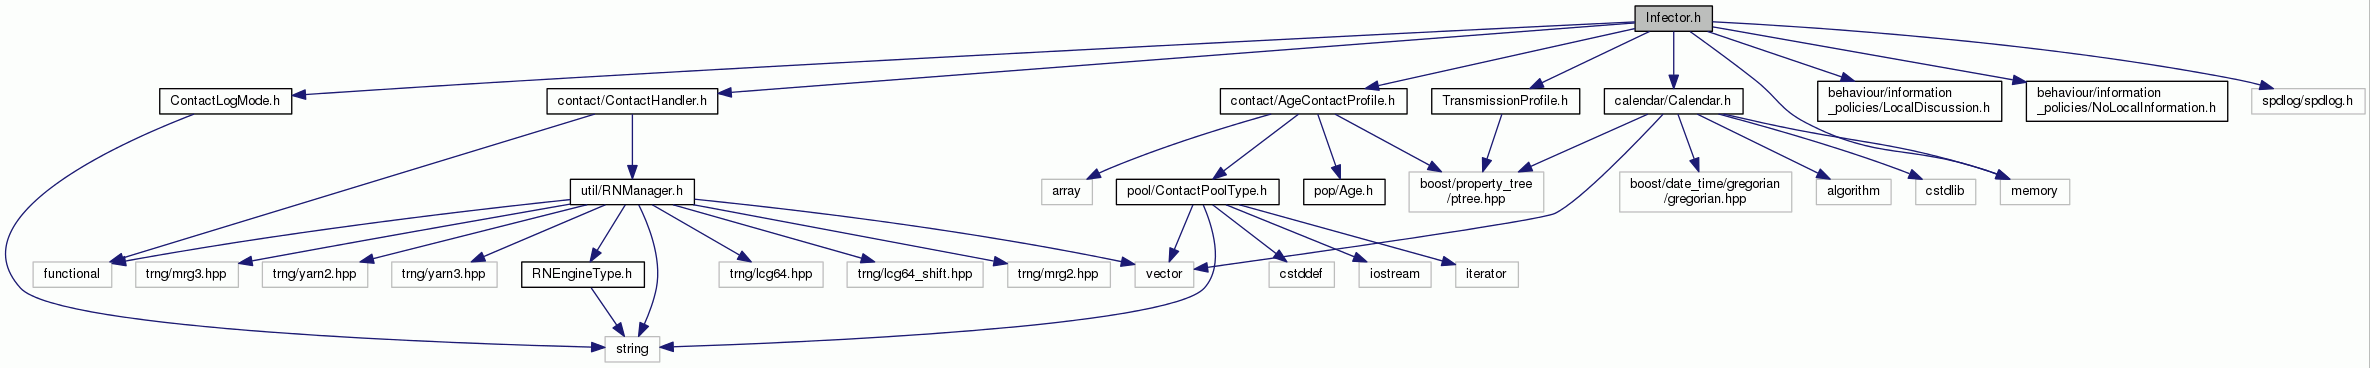 Infector.h
ContactLogMode.h
contact/ContactHandler.h
contact/AgeContactProfile.h
TransmissionProfile.h
calendar/Calendar.h
behaviour/information
_policies/LocalDiscussion.h
behaviour/information
_policies/NoLocalInformation.h
spdlog/spdlog.h
util/RNManager.h
array
pool/ContactPoolType.h
pop/Age.h
boost/property_tree
/ptree.hpp
boost/date_time/gregorian
/gregorian.hpp
algorithm
cstdlib
memory
functional
trng/mrg3.hpp
trng/yarn2.hpp
trng/yarn3.hpp
RNEngineType.h
trng/lcg64.hpp
trng/lcg64_shift.hpp
trng/mrg2.hpp
vector
cstddef
iostream
iterator
string